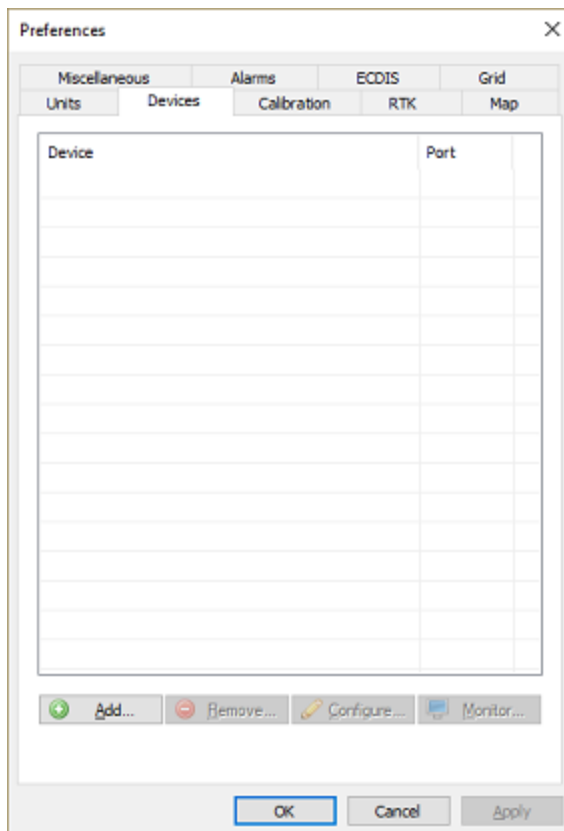 Preferences
Miscellaneous Alarms ECDIS Grid
Units Devices Calibration RTK Map
Device Port
Add... Remove... Configure... Monitor...
OK Cancel Apply